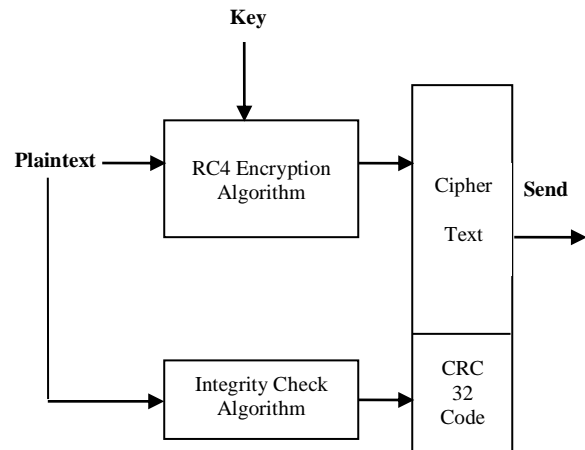 Key
Plaintext
RC4 Encryption
Algorithm
Cipher
Text
Send
Integrity Check
Algorithm
CRC
32
Code